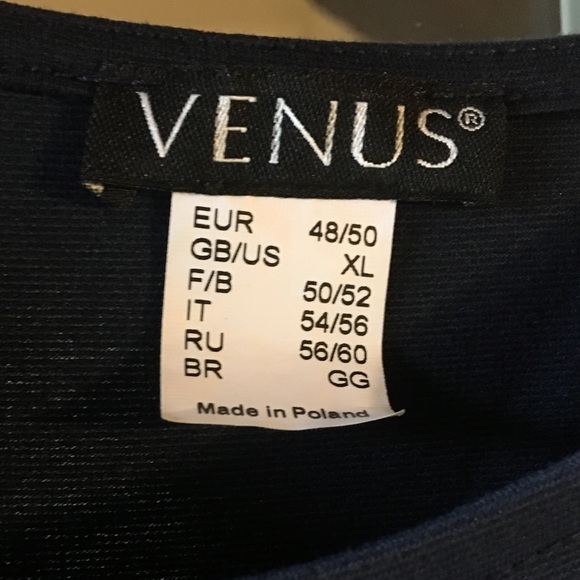 VENUS®
EUR 48/50
GB/US XL
F/B 50/52
IT 54/56
RU 56/60
BR GG
Made in Poland